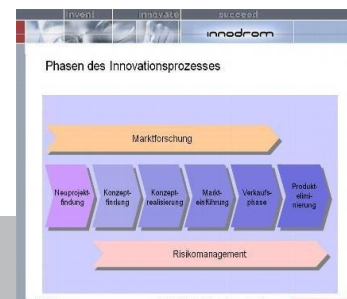 invent innovate succeed
innodrom
Phasen des Innovationsprozesses
Marktforschung
Neuprojekt-
findung
Konzept-
findung
Konzept-
realisierung
Markt-
einführung
Verkaufs-
phase
Produkt-
elimi-
nierung
Risikomanagement